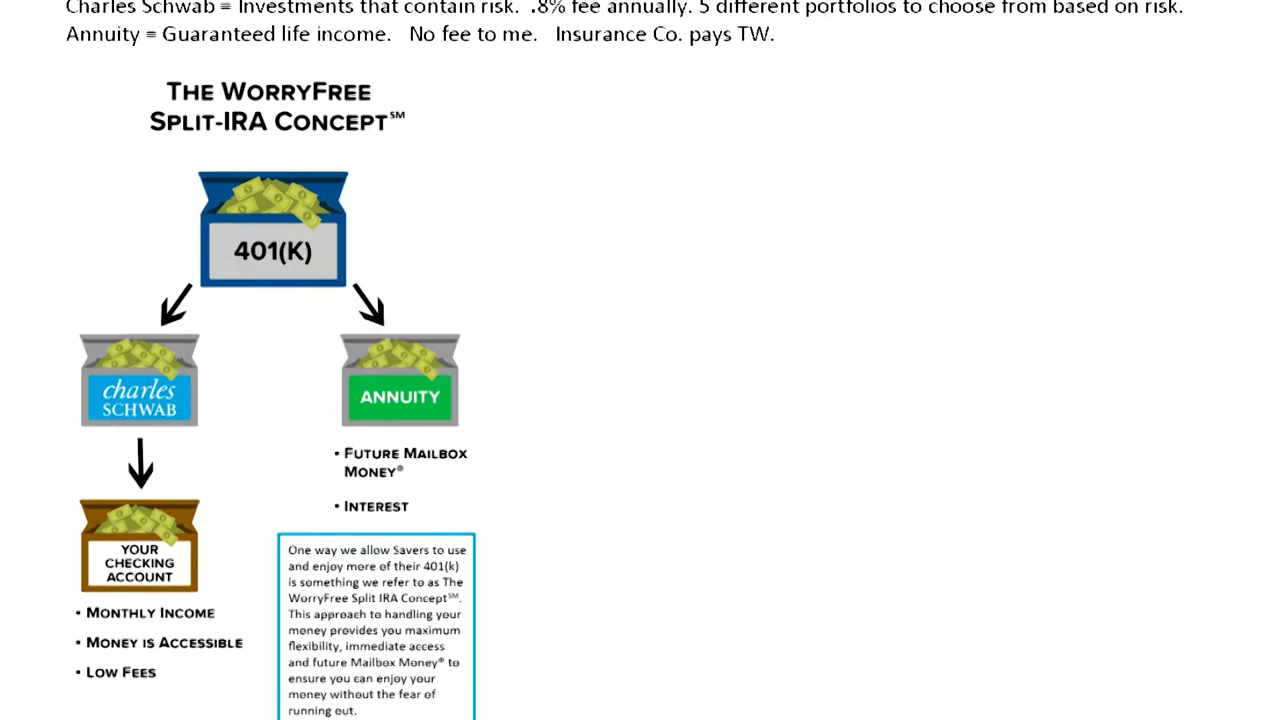 Charles Schwab = Investments that contain risk.  .8% fee annually. 5 different portfolios to choose from based on risk.
Annuity = Guaranteed life income.   No fee to me.   Insurance Co. pays TW.
THE WORRYFREE
SPLIT-IRA CONCEPT℠
401(K)
charles
SCHWAB
ANNUITY
• FUTURE MAILBOX
MONEY®
• INTEREST
YOUR
CHECKING
ACCOUNT
• MONTHLY INCOME
• MONEY IS ACCESSIBLE
• LOW FEES
One way we allow Savers to use
and enjoy more of their 401(k)
is something we refer to as The
WorryFree Split IRA Concept℠.
This approach to handling your
money provides you maximum
flexibility, immediate access
and future Mailbox Money® to
ensure you can enjoy your
money without the fear of
running out.